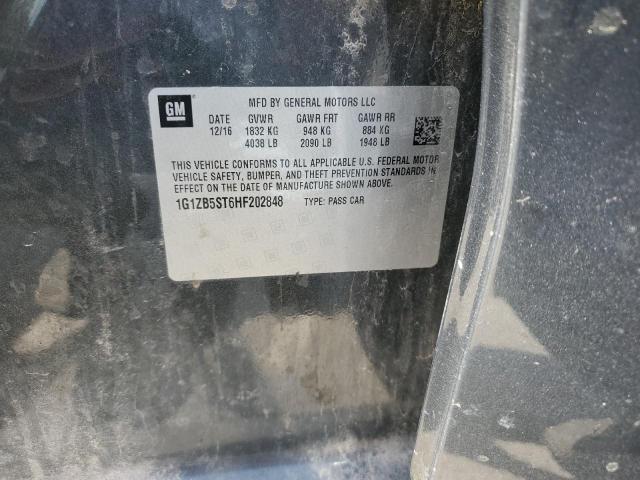 GM
MFD BY GENERAL MOTORS LLC
DATE GVWR GAWR FRT GAWR RR
12/16 1832 KG 948 KG 884 KG
4038 LB 2090 LB 1948 LB
THIS VEHICLE CONFORMS TO ALL APPLICABLE U.S. FEDERAL MOTOR
VEHICLE SAFETY, BUMPER, AND THEFT PREVENTION STANDARDS IN
EFFECT ON THE DATE OF MANUFACTURE SHOWN ABOVE.
1G1ZB5ST6HF202848 TYPE: PASS CAR